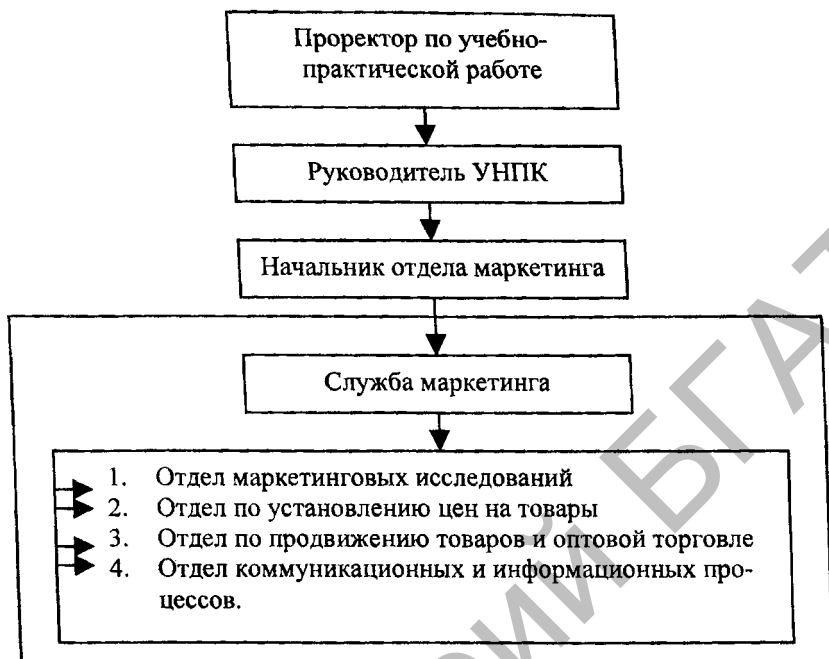 Проректор по учебно-
практической работе
Руководитель УНПК
Начальник отдела маркетинга
Служба маркетинга
1. Отдел маркетинговых исследований
2. Отдел по установлению цен на товары
3. Отдел по продвижению товаров и оптовой торговле
4. Отдел коммуникационных и информационных про-
цессов.